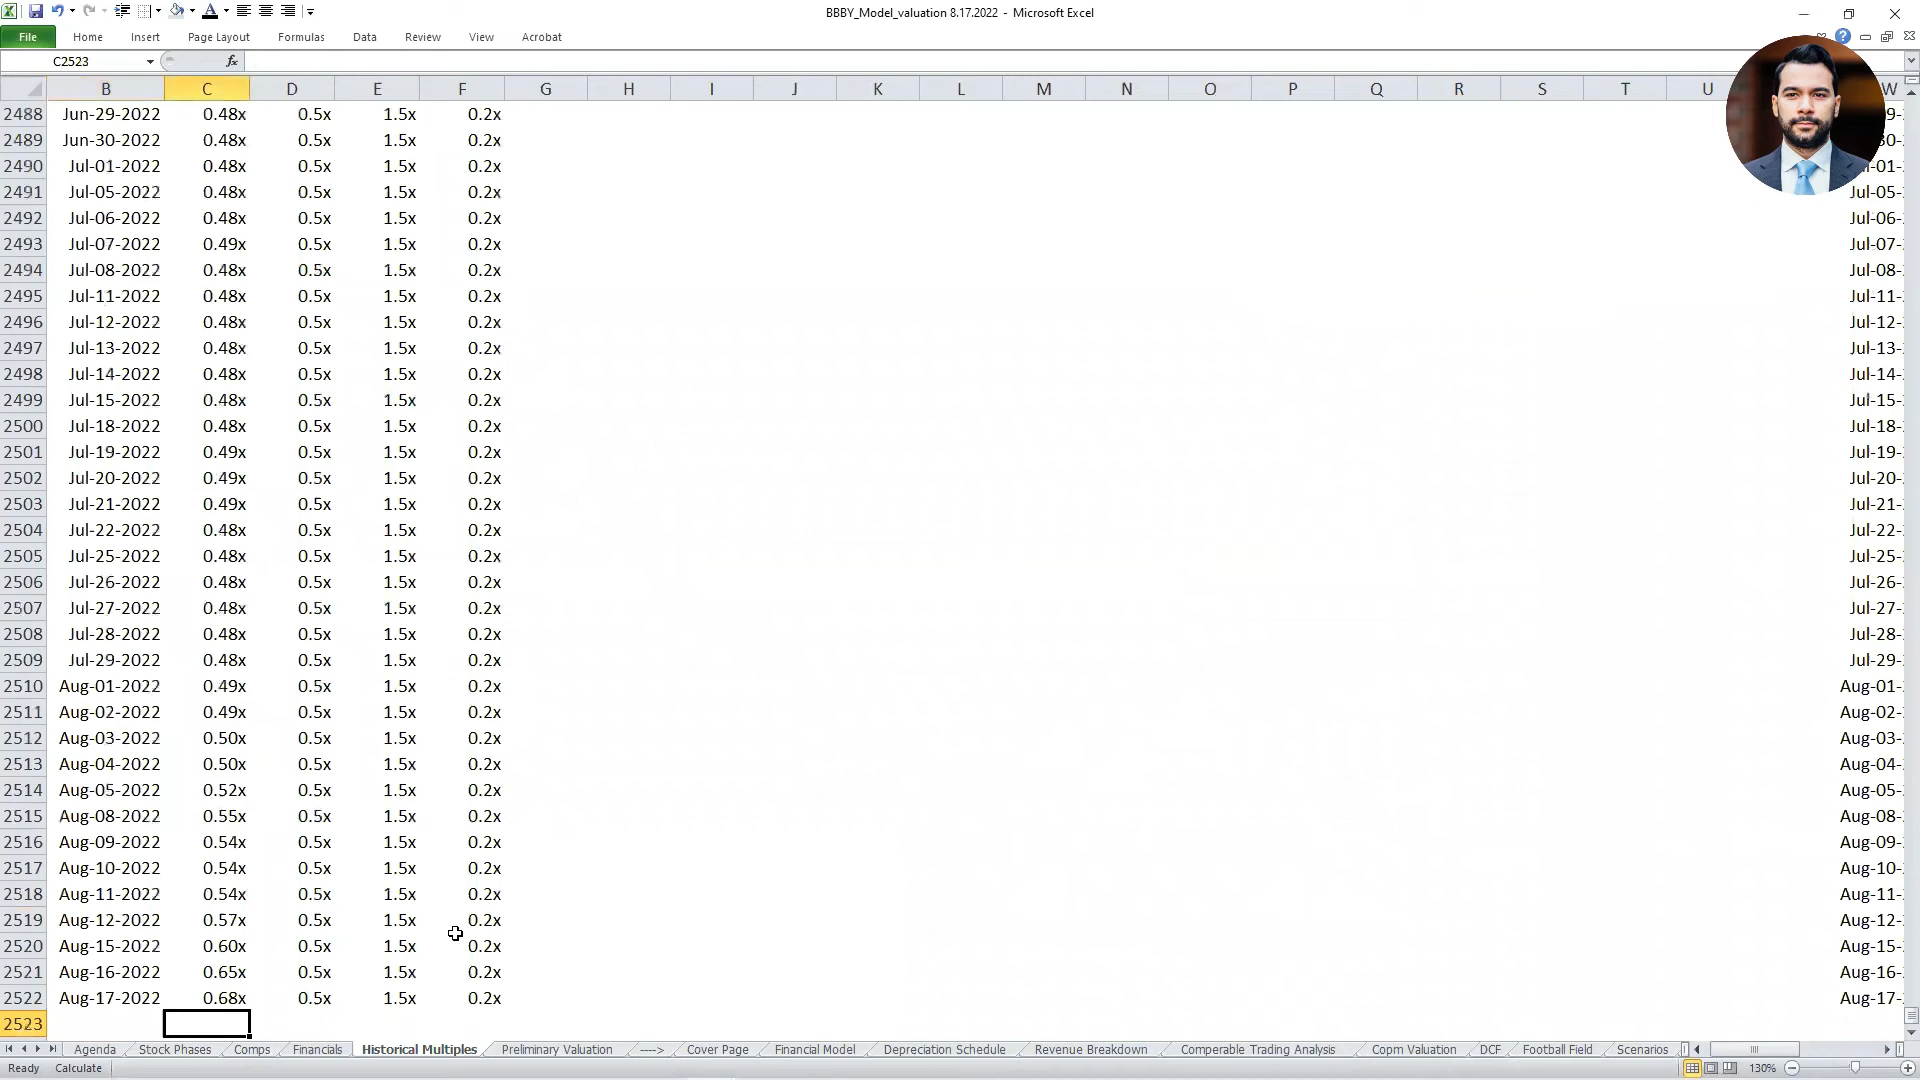 BBBY_Model_valuation 8.17.2022 - Microsoft Excel
File Home Insert Page Layout Formulas Data Review View Acrobat
C2523 fx
B C D E F G H I J K L M N O P Q R S T U W
2488 Jun-29-2022 0.48x 0.5x 1.5x 0.2x
2489 Jun-30-2022 0.48x 0.5x 1.5x 0.2x
2490 Jul-01-2022 0.48x 0.5x 1.5x 0.2x
2491 Jul-05-2022 0.48x 0.5x 1.5x 0.2x Jul-05-
2492 Jul-06-2022 0.48x 0.5x 1.5x 0.2x Jul-06-
2493 Jul-07-2022 0.49x 0.5x 1.5x 0.2x Jul-07-
2494 Jul-08-2022 0.48x 0.5x 1.5x 0.2x Jul-08-
2495 Jul-11-2022 0.48x 0.5x 1.5x 0.2x Jul-11-
2496 Jul-12-2022 0.48x 0.5x 1.5x 0.2x Jul-12-
2497 Jul-13-2022 0.48x 0.5x 1.5x 0.2x Jul-13-
2498 Jul-14-2022 0.48x 0.5x 1.5x 0.2x Jul-14-
2499 Jul-15-2022 0.48x 0.5x 1.5x 0.2x Jul-15-
2500 Jul-18-2022 0.48x 0.5x 1.5x 0.2x Jul-18-
2501 Jul-19-2022 0.49x 0.5x 1.5x 0.2x Jul-19-
2502 Jul-20-2022 0.49x 0.5x 1.5x 0.2x Jul-20-
2503 Jul-21-2022 0.49x 0.5x 1.5x 0.2x Jul-21-
2504 Jul-22-2022 0.48x 0.5x 1.5x 0.2x Jul-22-
2505 Jul-25-2022 0.48x 0.5x 1.5x 0.2x Jul-25-
2506 Jul-26-2022 0.48x 0.5x 1.5x 0.2x Jul-26-
2507 Jul-27-2022 0.48x 0.5x 1.5x 0.2x Jul-27-
2508 Jul-28-2022 0.48x 0.5x 1.5x 0.2x Jul-28-
2509 Jul-29-2022 0.48x 0.5x 1.5x 0.2x Jul-29-
2510 Aug-01-2022 0.49x 0.5x 1.5x 0.2x Aug-01-
2511 Aug-02-2022 0.49x 0.5x 1.5x 0.2x Aug-02-
2512 Aug-03-2022 0.50x 0.5x 1.5x 0.2x Aug-03-
2513 Aug-04-2022 0.50x 0.5x 1.5x 0.2x Aug-04-
2514 Aug-05-2022 0.52x 0.5x 1.5x 0.2x Aug-05-
2515 Aug-08-2022 0.55x 0.5x 1.5x 0.2x Aug-08-
2516 Aug-09-2022 0.54x 0.5x 1.5x 0.2x Aug-09-
2517 Aug-10-2022 0.54x 0.5x 1.5x 0.2x Aug-10-
2518 Aug-11-2022 0.54x 0.5x 1.5x 0.2x Aug-11-
2519 Aug-12-2022 0.57x 0.5x 1.5x 0.2x Aug-12-
2520 Aug-15-2022 0.60x 0.5x 1.5x 0.2x Aug-15-
2521 Aug-16-2022 0.65x 0.5x 1.5x 0.2x Aug-16-
2522 Aug-17-2022 0.68x 0.5x 1.5x 0.2x Aug-17-
2523
Agenda Stock Phases Comps Financials Historical Multiples Preliminary Valuation ----> Cover Page Financial Model Depreciation Schedule Revenue Breakdown Comperable Trading Analysis Copm Valuation DCF Football Field Scenarios
Ready Calculate 130%